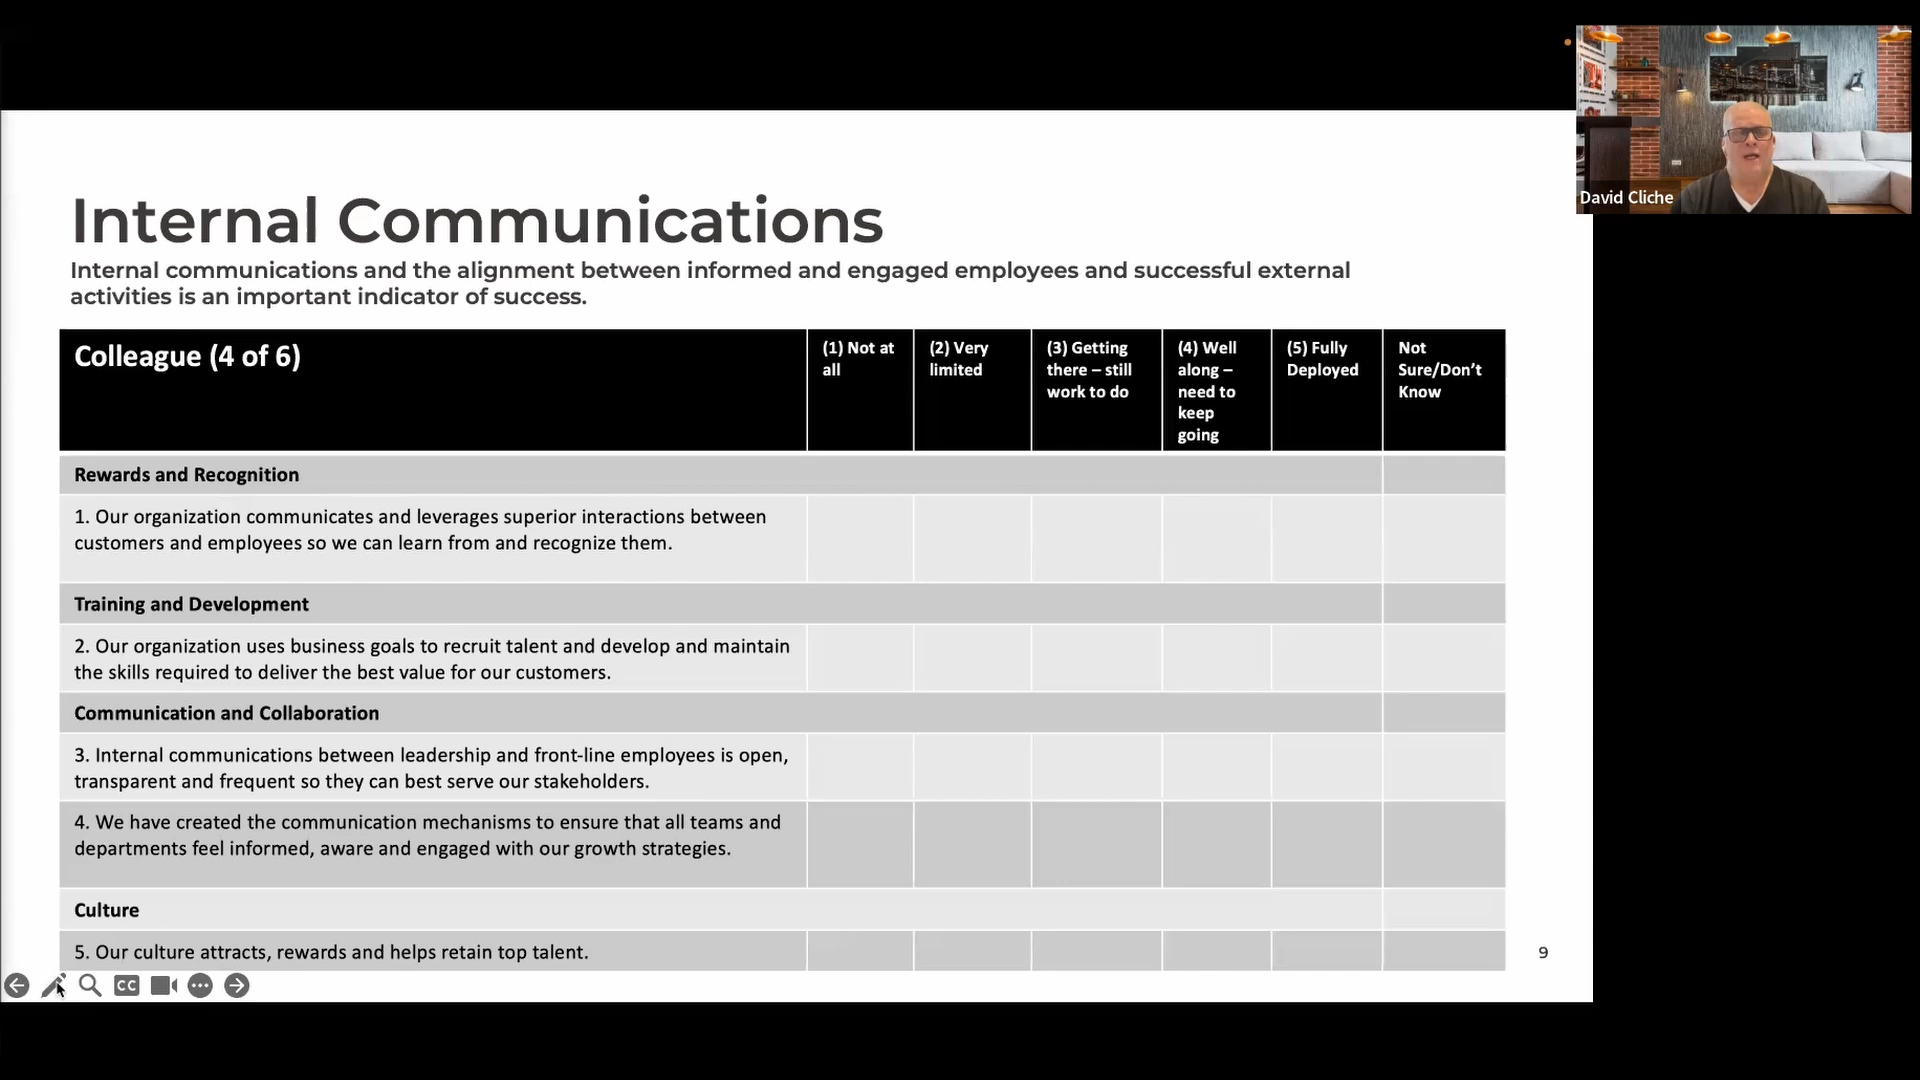 David Cliche
Internal Communications
Internal communications and the alignment between informed and engaged employees and successful external
activities is an important indicator of success.
Colleague (4 of 6)
(1) Not at
all
(2) Very
limited
(3) Getting
there – still
work to do
(4) Well
along –
need to
keep
going
(5) Fully
Deployed
Not
Sure/Don’t
Know
Rewards and Recognition
1. Our organization communicates and leverages superior interactions between
customers and employees so we can learn from and recognize them.
Training and Development
2. Our organization uses business goals to recruit talent and develop and maintain
the skills required to deliver the best value for our customers.
Communication and Collaboration
3. Internal communications between leadership and front-line employees is open,
transparent and frequent so they can best serve our stakeholders.
4. We have created the communication mechanisms to ensure that all teams and
departments feel informed, aware and engaged with our growth strategies.
Culture
5. Our culture attracts, rewards and helps retain top talent.
9
CC